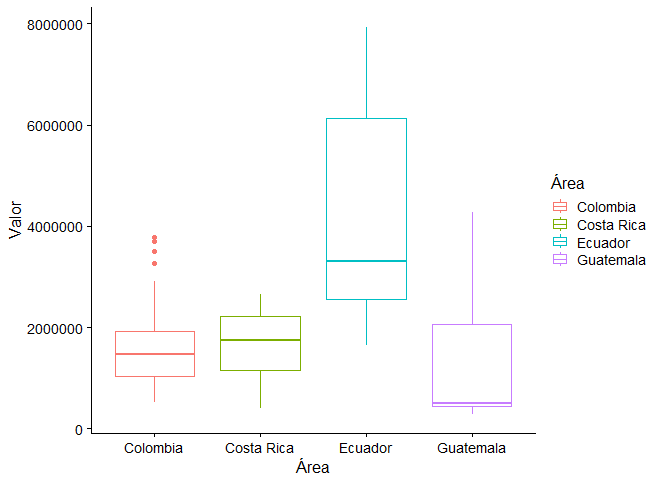 8000000
6000000
4000000
2000000
0
Valor
Colombia
Costa Rica
Ecuador
Guatemala
Área
Área
Colombia
Costa Rica
Ecuador
Guatemala